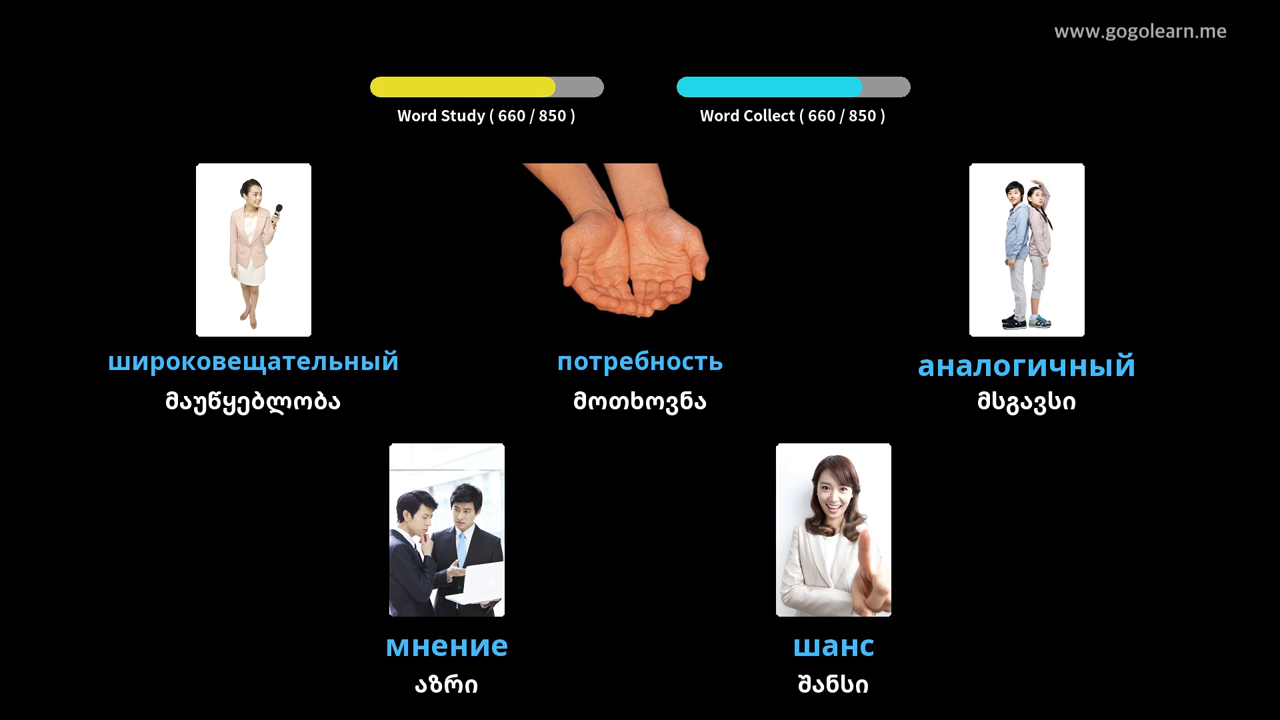 www.gogolearn.me
Word Study ( 660 / 850 )
Word Collect ( 660 / 850 )
широковещательный
потребность
аналогичный
მაუწყებლობა
მოთხოვნა
მსგავსი
мнение
шанс
აზრი
შანსი